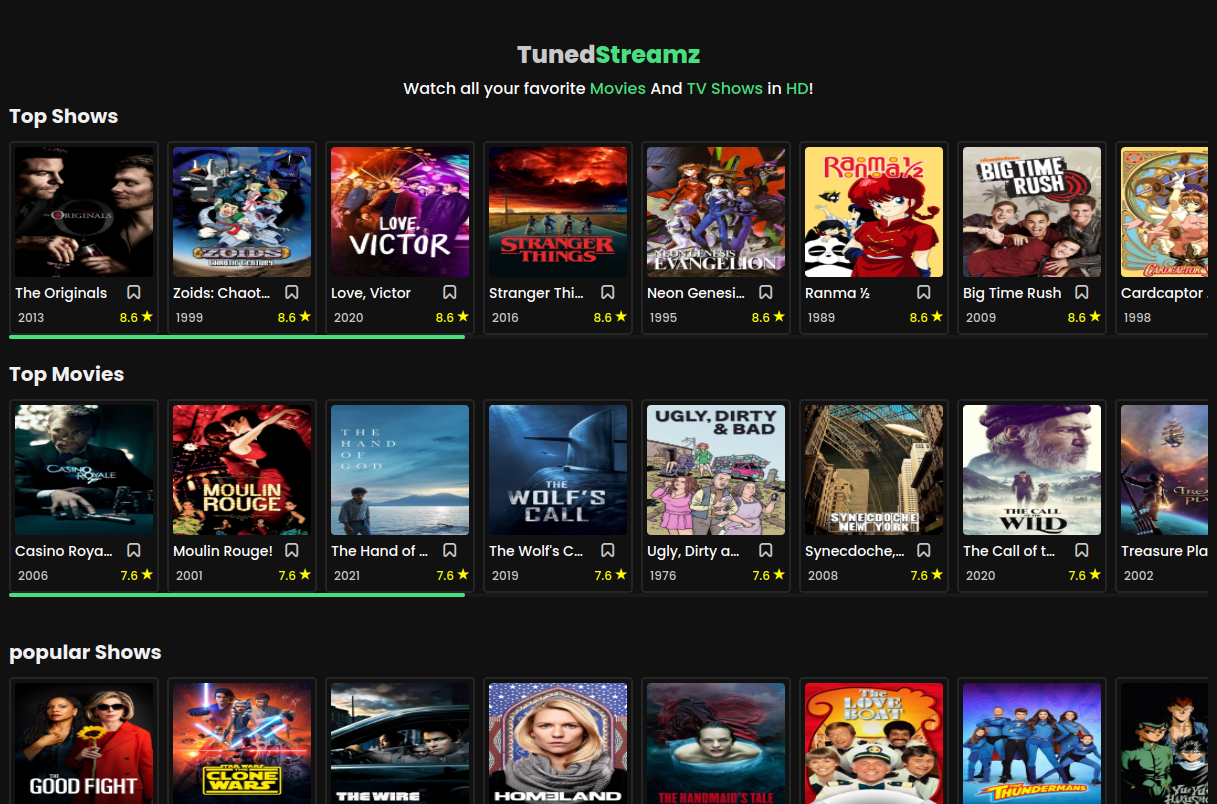 TunedStreamz
Watch all your favorite Movies And TV Shows in HD!
Top Shows
THE ORIGINALS
ZOIDS
CHAOTIC CENTURY
LOVE,
VICTOR
STRANGER
THINGS
NEON GENESIS
EVANGELION
Ranma ½
nickelodeon
BIG TIME
RUSH
CARDCAPTOR
The Originals
Zoids: Chaot...
Love, Victor
Stranger Thi...
Neon Genesi...
Ranma ½
Big Time Rush
Cardcaptor
2013 8.6 ★
1999 8.6 ★
2020 8.6 ★
2016 8.6 ★
1995 8.6 ★
1989 8.6 ★
2009 8.6 ★
1998
Top Movies
CASINO ROYALE
MOULIN
ROUGE
THE
HAND
OF
GOD
THE
WOLF'S
CALL
UGLY, DIRTY
& BAD
SYNECDOCHE
NEW YORK
THE CALL
OF THE
WILD
Casino Roya...
Moulin Rouge!
The Hand of ...
The Wolf's C...
Ugly, Dirty a...
Synecdoche,...
The Call of t...
Treasure Pla
2006 7.6 ★
2001 7.6 ★
2021 7.6 ★
2019 7.6 ★
1976 7.6 ★
2008 7.6 ★
2020 7.6 ★
2002
popular Shows
THE
GOOD FIGHT
STAR WARS
CLONE
WARS
THE WIRE
HOMELAND
THE HANDMAID'S TALE
The
LOVE
BOAT
THE
THUNDERMANS